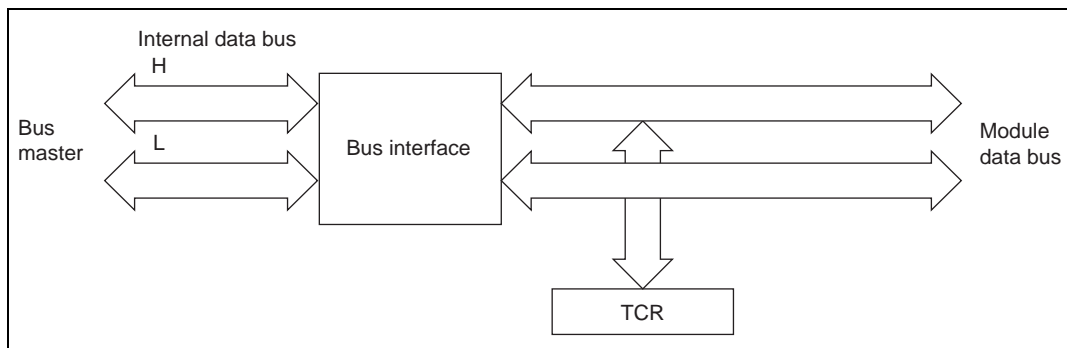 Internal data bus
H
Bus
master
L
Bus interface
Module
data bus
TCR